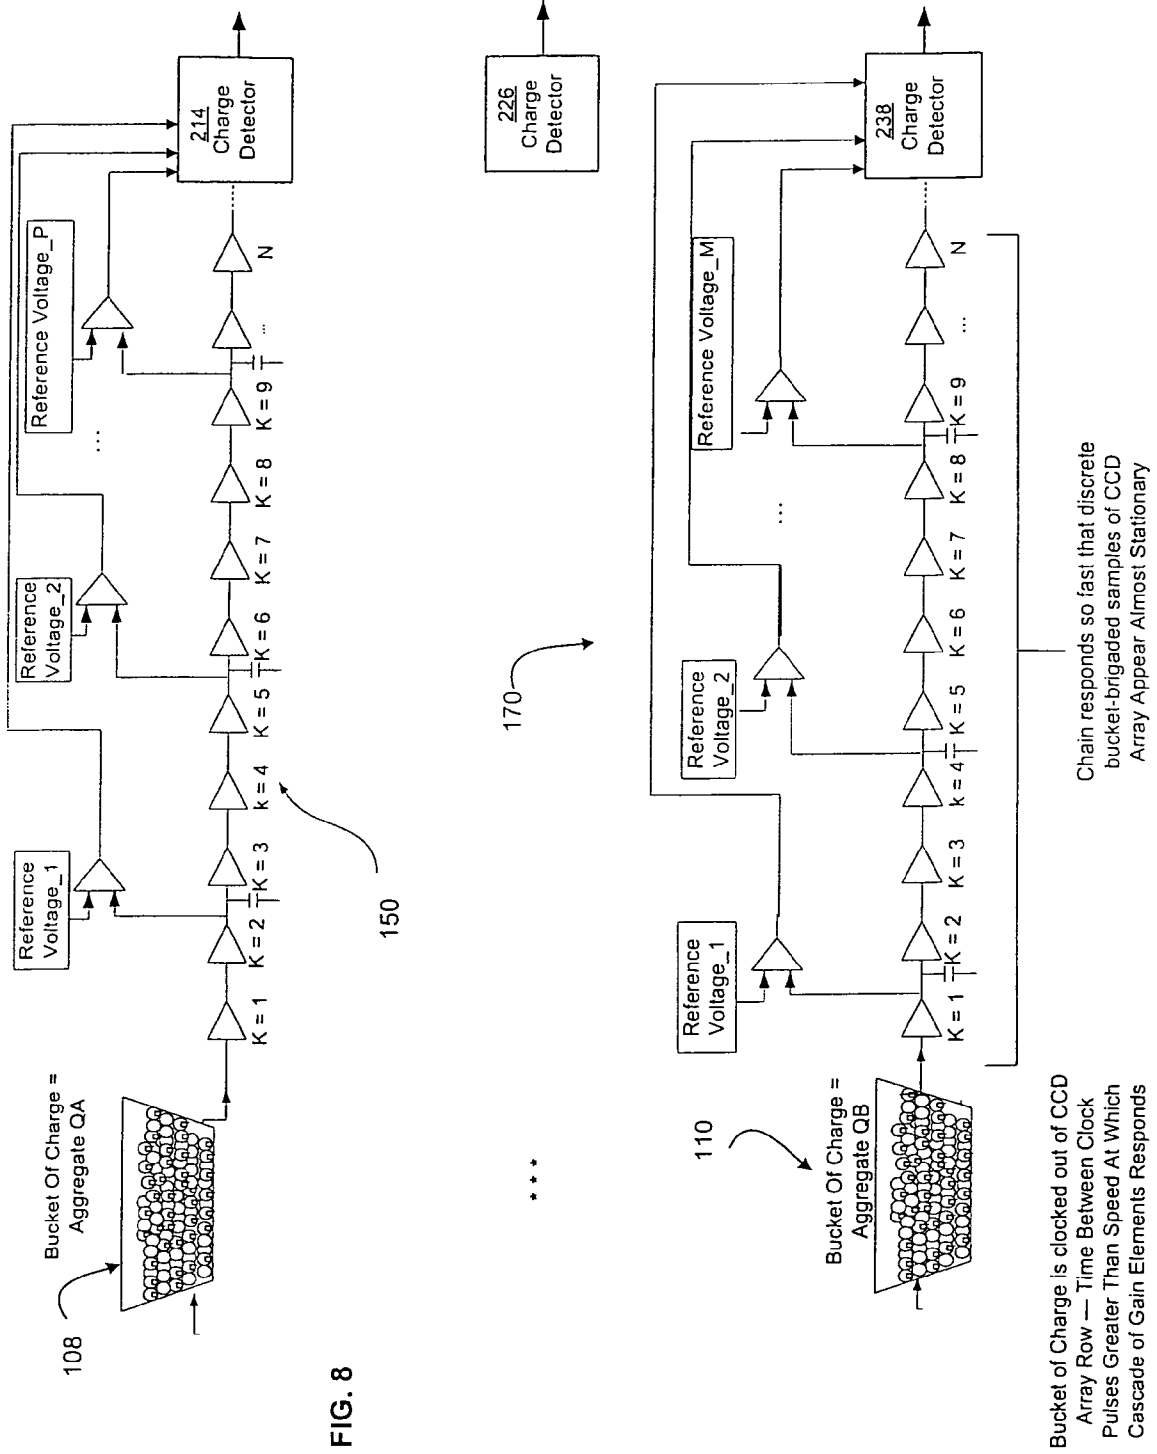 108
Bucket Of Charge =
Aggregate QA
K = 1
K = 2
K = 3
k = 4
K = 5
K = 6
K = 7
K = 8
K = 9
...
N
Reference
Voltage_1
Reference
Voltage_2
...
Reference Voltage_P
214
Charge
Detector
150
226
Charge
Detector
***
170
110
Bucket Of Charge =
Aggregate QB
K = 1
K = 2
K = 3
k = 4
K = 5
K = 6
K = 7
K = 8
K = 9
...
N
Reference
Voltage_1
Reference
Voltage_2
...
Reference Voltage_M
238
Charge
Detector
Bucket of Charge is clocked out of CCD
Array Row — Time Between Clock
Pulses Greater Than Speed At Which
Cascade of Gain Elements Responds
Chain responds so fast that discrete
bucket-brigaded samples of CCD
Array Appear Almost Stationary
FIG. 8